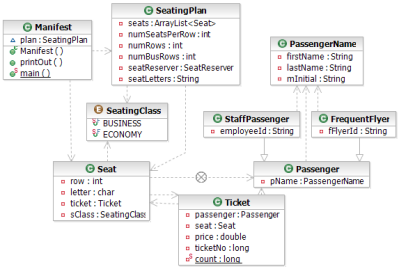 Manifest
plan : SeatingPlan
Manifest ( )
printOut ( )
main ( )
SeatingPlan
seats : ArrayList<Seat>
numSeatsPerRow : int
numRows : int
numBusRows : int
seatReserver : SeatReserver
seatLetters : String
PassengerName
firstName : String
lastName : String
mInitial : String
SeatingClass
BUSINESS
ECONOMY
StaffPassenger
employeeId : String
FrequentFlyer
fFlyerId : String
Seat
row : int
letter : char
ticket : Ticket
sClass : SeatingClass
Passenger
pName : PassengerName
Ticket
passenger : Passenger
seat : Seat
price : double
ticketNo : long
count : long